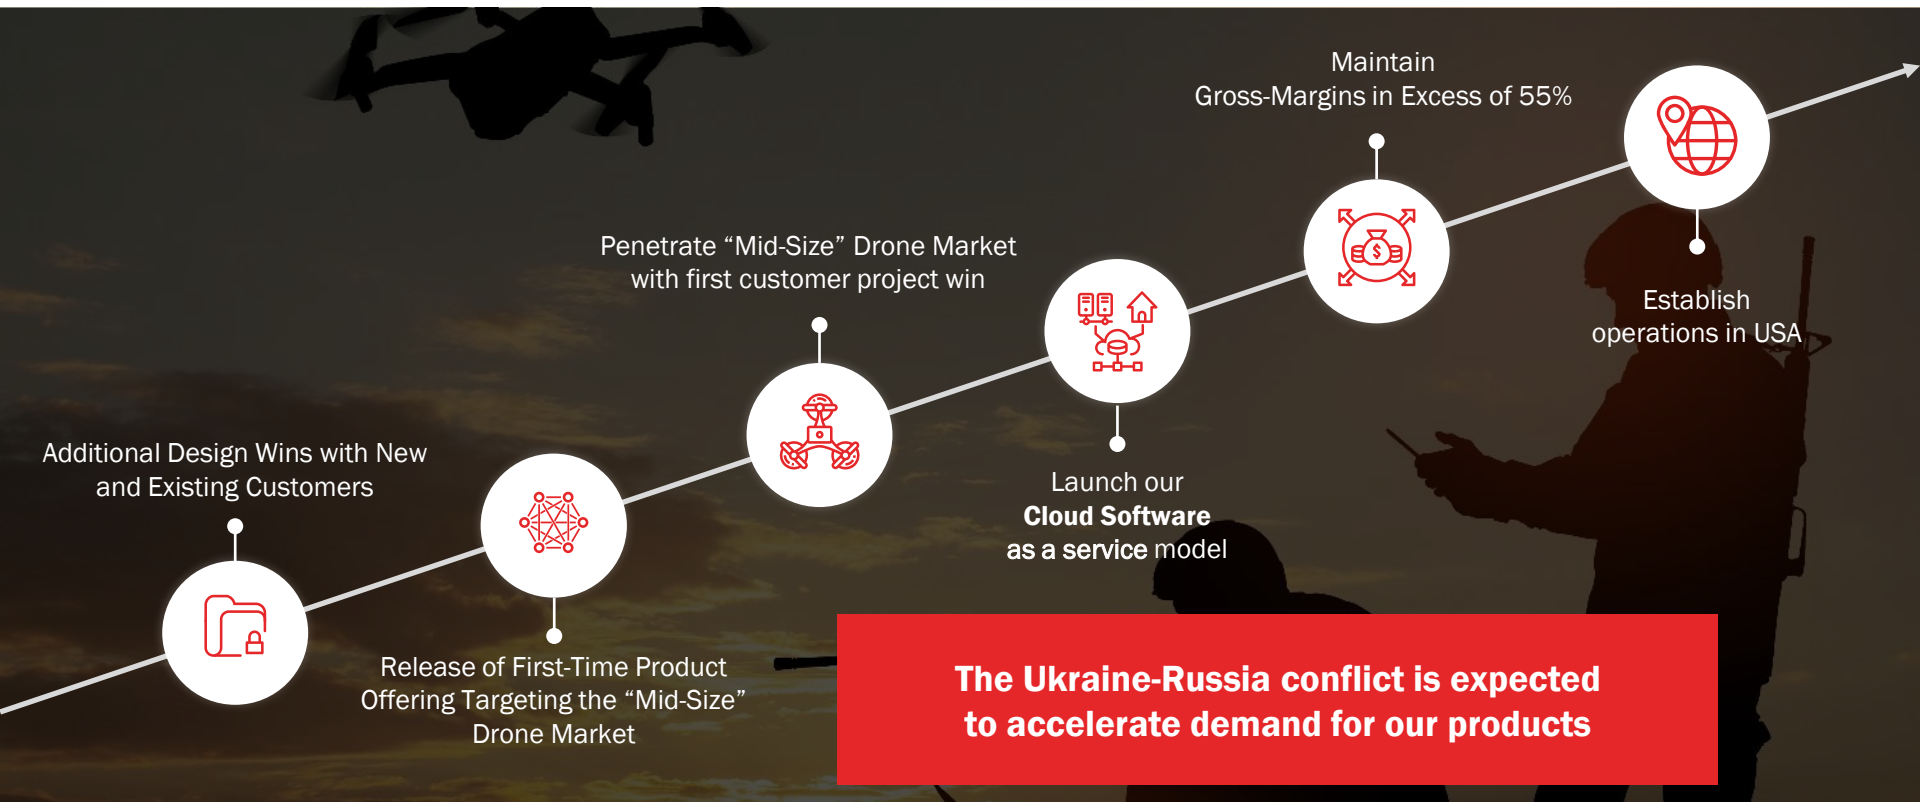 Additional Design Wins with New
and Existing Customers
Release of First-Time Product
Offering Targeting the “Mid-Size”
Drone Market
Penetrate “Mid-Size” Drone Market
with first customer project win
Launch our
Cloud Software
as a service model
Maintain
Gross-Margins in Excess of 55%
Establish
operations in USA
The Ukraine-Russia conflict is expected
to accelerate demand for our products